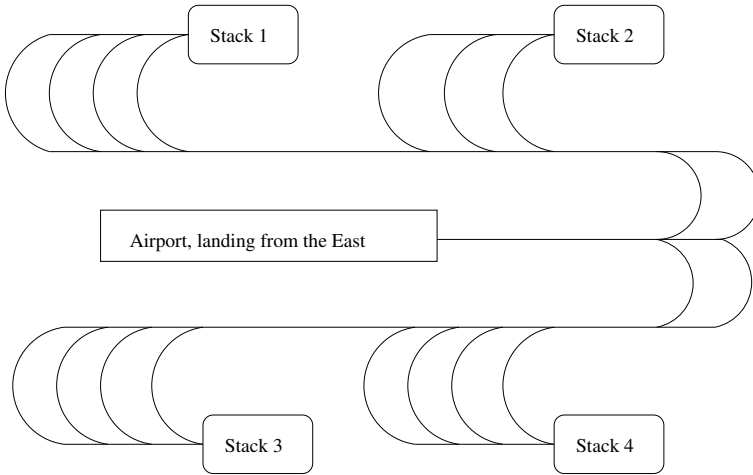 Stack 1
Stack 2
Airport, landing from the East
Stack 3
Stack 4